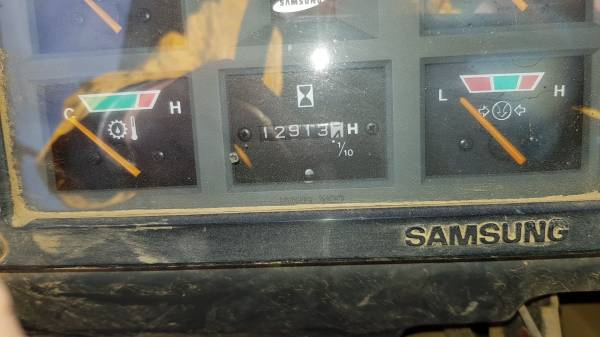 SAMSUNG
C H
12913 H
1/10
L H
SAMSUNG